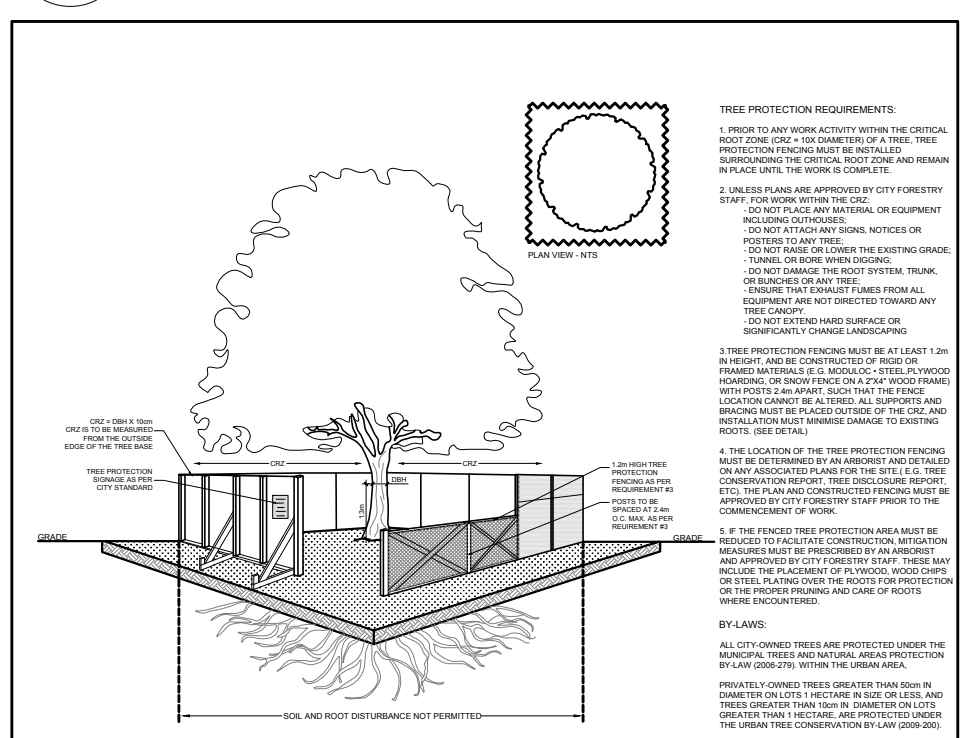 PLAN VIEW - NTS
CRZ = DBH X 10cm
CRZ IS TO BE MEASURED
FROM THE OUTSIDE
EDGE OF THE TREE BASE
TREE PROTECTION
SIGNAGE AS PER
CITY STANDARD
CRZ
CRZ
DBH
1.3m
1.2m HIGH TREE
PROTECTION
FENCING AS PER
REQUIREMENT #3
POSTS TO BE
SPACED AT 2.4m
O.C. MAX. AS PER
REUIREMENT #3
GRADE
GRADE
SOIL AND ROOT DISTURBANCE NOT PERMITTED
TREE PROTECTION REQUIREMENTS:
1. PRIOR TO ANY WORK ACTIVITY WITHIN THE CRITICAL
ROOT ZONE (CRZ = 10X DIAMETER) OF A TREE, TREE
PROTECTION FENCING MUST BE INSTALLED
SURROUNDING THE CRITICAL ROOT ZONE AND REMAIN
IN PLACE UNTIL THE WORK IS COMPLETE.
2. UNLESS PLANS ARE APPROVED BY CITY FORESTRY
STAFF, FOR WORK WITHIN THE CRZ:
- DO NOT PLACE ANY MATERIAL OR EQUIPMENT
INCLUDING OUTHOUSES;
- DO NOT ATTACH ANY SIGNS, NOTICES OR
POSTERS TO ANY TREE;
- DO NOT RAISE OR LOWER THE EXISTING GRADE;
- TUNNEL OR BORE WHEN DIGGING;
- DO NOT DAMAGE THE ROOT SYSTEM, TRUNK,
OR BUNCHES OR ANY TREE;
- ENSURE THAT EXHAUST FUMES FROM ALL
EQUIPMENT ARE NOT DIRECTED TOWARD ANY
TREE CANOPY.
- DO NOT EXTEND HARD SURFACE OR
SIGNIFICANTLY CHANGE LANDSCAPING
3.TREE PROTECTION FENCING MUST BE AT LEAST 1.2m
IN HEIGHT, AND BE CONSTRUCTED OF RIGID OR
FRAMED MATERIALS (E.G. MODULOC • STEEL,PLYWOOD
HOARDING, OR SNOW FENCE ON A 2"X4" WOOD FRAME)
WITH POSTS 2.4m APART, SUCH THAT THE FENCE
LOCATION CANNOT BE ALTERED. ALL SUPPORTS AND
BRACING MUST BE PLACED OUTSIDE OF THE CRZ, AND
INSTALLATION MUST MINIMISE DAMAGE TO EXISTING
ROOTS. (SEE DETAIL)
4. THE LOCATION OF THE TREE PROTECTION FENCING
MUST BE DETERMINED BY AN ARBORIST AND DETAILED
ON ANY ASSOCIATED PLANS FOR THE SITE.( E.G. TREE
CONSERVATION REPORT, TREE DISCLOSURE REPORT,
ETC). THE PLAN AND CONSTRUCTED FENCING MUST BE
APPROVED BY CITY FORESTRY STAFF PRIOR TO THE
COMMENCEMENT OF WORK.
5. IF THE FENCED TREE PROTECTION AREA MUST BE
REDUCED TO FACILITATE CONSTRUCTION, MITIGATION
MEASURES MUST BE PRESCRIBED BY AN ARBORIST
AND APPROVED BY CITY FORESTRY STAFF. THESE MAY
INCLUDE THE PLACEMENT OF PLYWOOD, WOOD CHIPS
OR STEEL PLATING OVER THE ROOTS FOR PROTECTION
OR THE PROPER PRUNING AND CARE OF ROOTS
WHERE ENCOUNTERED.
BY-LAWS:
ALL CITY-OWNED TREES ARE PROTECTED UNDER THE
MUNICIPAL TREES AND NATURAL AREAS PROTECTION
BY-LAW (2006-279). WITHIN THE URBAN AREA,
PRIVATELY-OWNED TREES GREATER THAN 50cm IN
DIAMETER ON LOTS 1 HECTARE IN SIZE OR LESS, AND
TREES GREATER THAN 10cm IN DIAMETER ON LOTS
GREATER THAN 1 HECTARE, ARE PROTECTED UNDER
THE URBAN TREE CONSERVATION BY-LAW (2009-200).